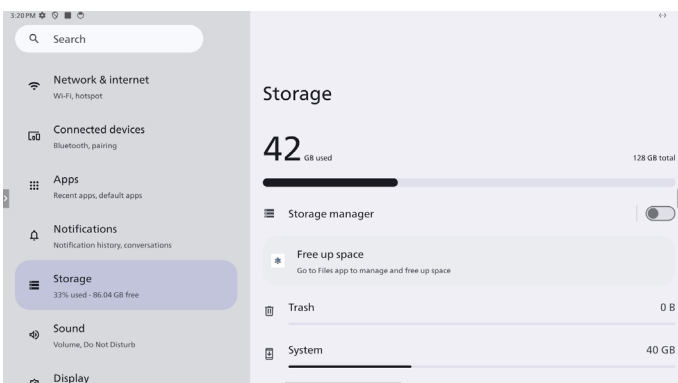 3:20 PM
Search
Network & internet
Wi-Fi, hotspot
Connected devices
Bluetooth, pairing
Apps
Recent apps, default apps
Notifications
Notification history, conversations
Storage
33% used - 86.04 GB free
Sound
Volume, Do Not Disturb
Display
Storage
42 GB used
128 GB total
Storage manager
Free up space
Go to Files app to manage and free up space
Trash
0 B
System
40 GB